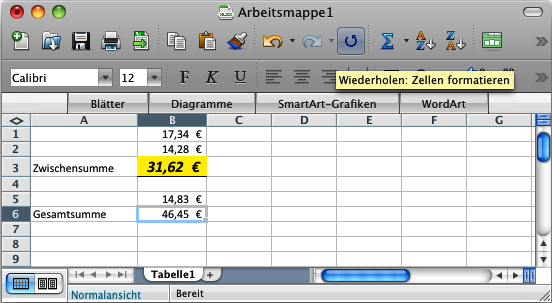 Arbeitsmappe1
Calibri 12 F K U
Wiederholen: Zellen formatieren
Blätter Diagramme SmartArt-Grafiken WordArt
A B C D E F G
1 17,34 €
2 14,28 €
3 Zwischensumme 31,62 €
4
5 14,83 €
6 Gesamtsumme 46,45 €
7
8
9
Tabelle1 +
Normalansicht Bereit